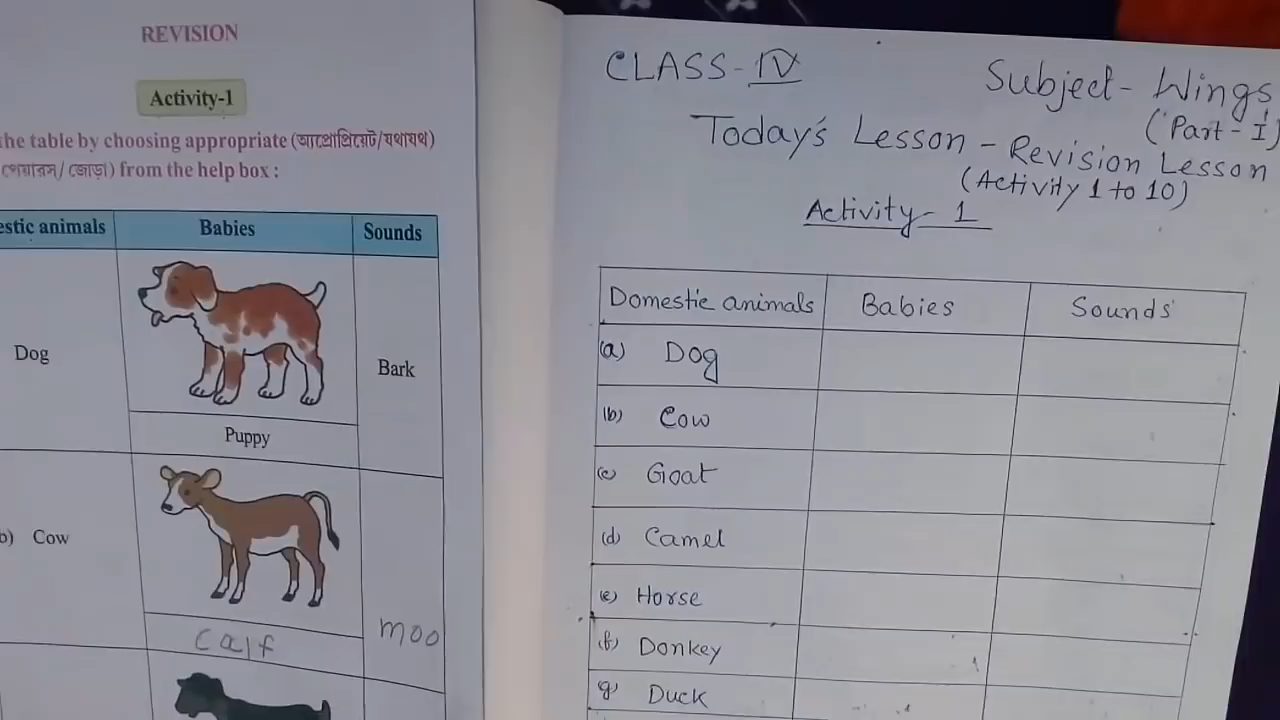 REVISION
Activity-1
the table by choosing appropriate (অ্যাপ্রোপ্রিয়েট/যথাযথ)
(পেয়ারস/জোড়া) from the help box :
estic animals Babies Sounds
Dog Bark
Puppy
b) Cow moo
calf
CLASS-IV
Subject - Wings
(Part - I)
Today's Lesson - Revision Lesson
(Activity 1 to 10)
Activity - 1
Domestic animals Babies Sounds
(a) Dog
(b) Cow
(c) Goat
(d) Camel
(e) Horse
(f) Donkey
(g) Duck